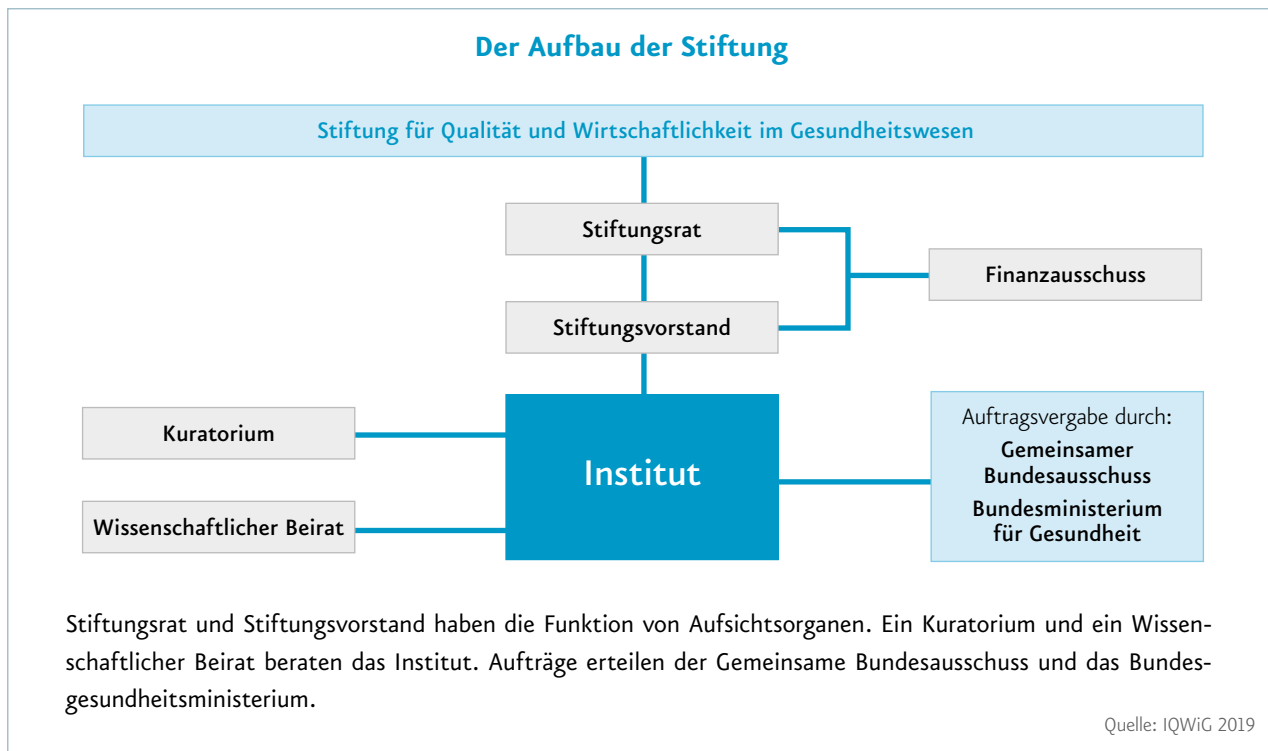 Der Aufbau der Stiftung
Stiftung für Qualität und Wirtschaftlichkeit im Gesundheitswesen
Stiftungsrat
Finanzausschuss
Stiftungsvorstand
Kuratorium
Wissenschaftlicher Beirat
Institut
Auftragsvergabe durch:
Gemeinsamer
Bundesausschuss
Bundesministerium
für Gesundheit
Stiftungsrat und Stiftungsvorstand haben die Funktion von Aufsichtsorganen. Ein Kuratorium und ein Wissen-
schaftlicher Beirat beraten das Institut. Aufträge erteilen der Gemeinsame Bundesausschuss und das Bundes-
gesundheitsministerium.
Quelle: IQWiG 2019